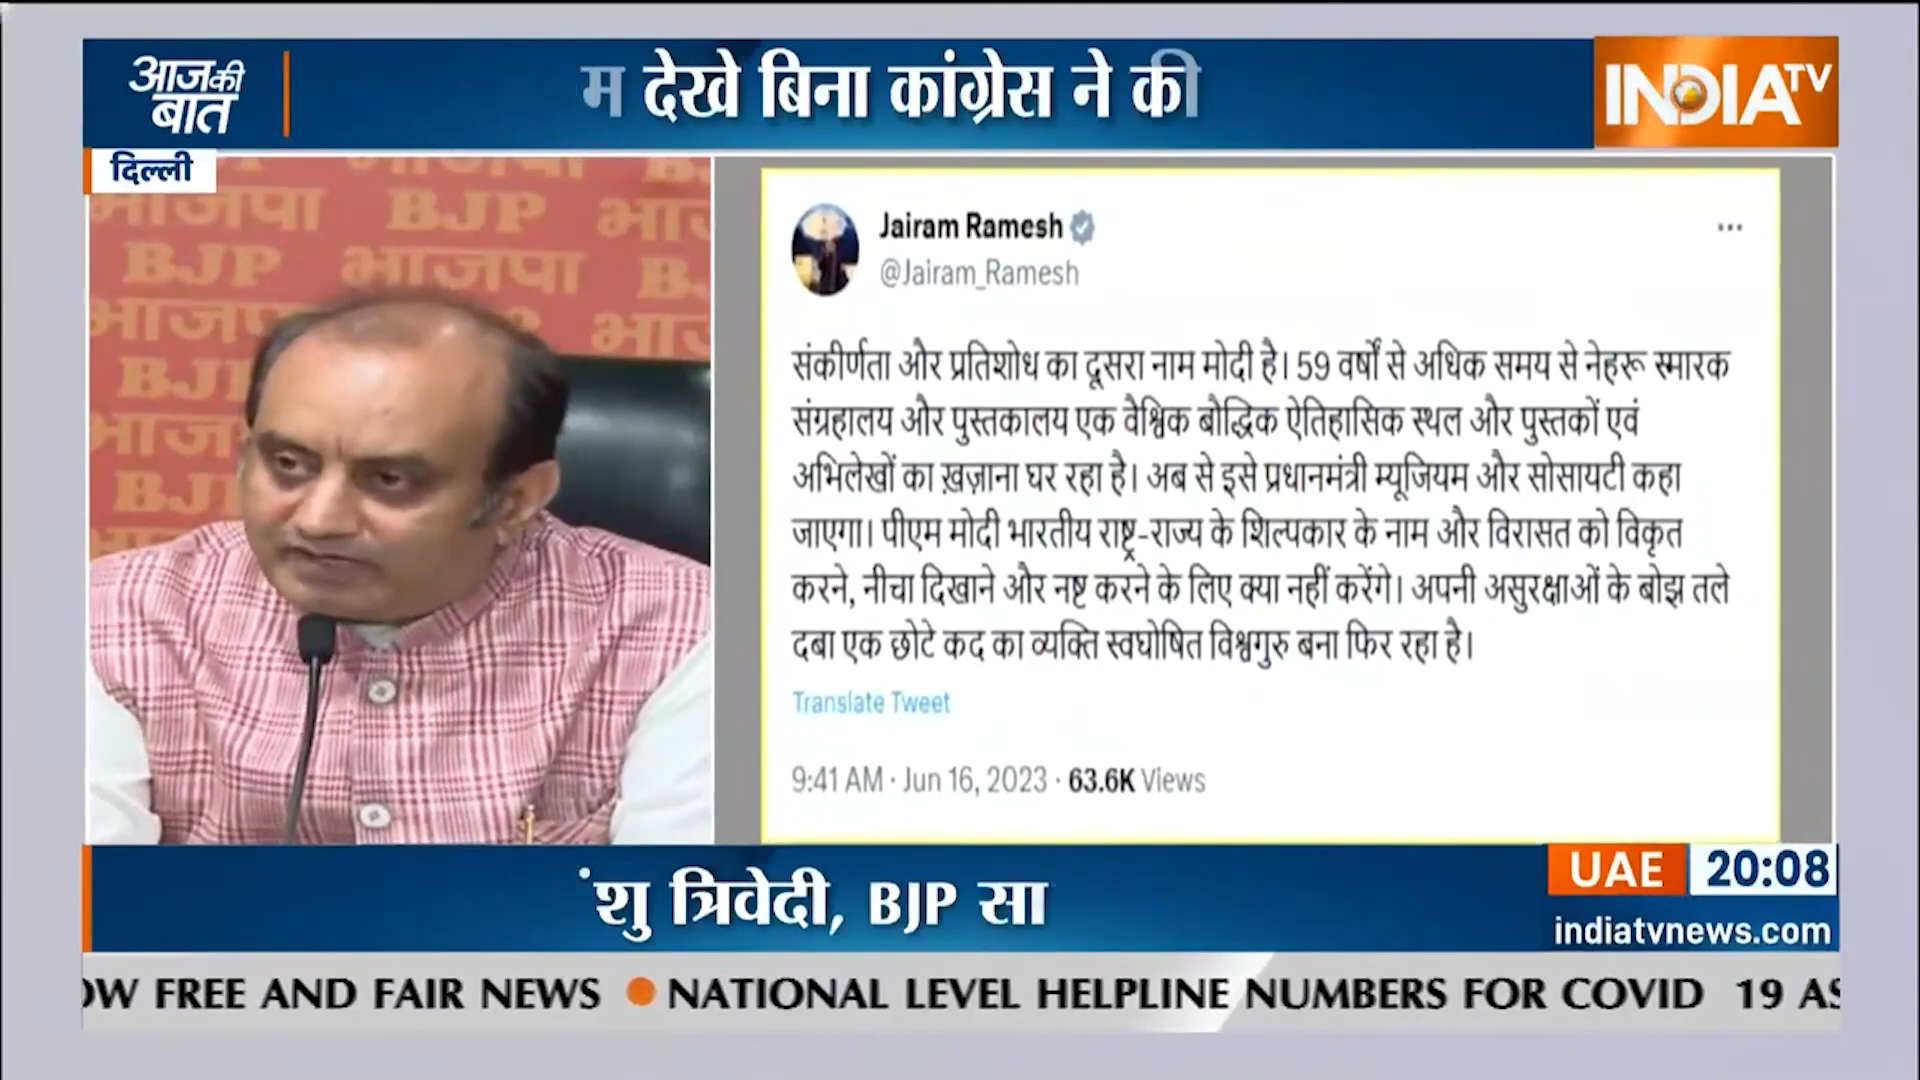 आज की
बात
म देखे बिना कांग्रेस ने की
INDIA TV
दिल्ली
भाजपा BJP
BJP भाजपा
Jairam Ramesh
@Jairam_Ramesh
संकीर्णता और प्रतिशोध का दूसरा नाम मोदी है। 59 वर्षों से अधिक समय से नेहरू स्मारक
संग्रहालय और पुस्तकालय एक वैश्विक बौद्धिक ऐतिहासिक स्थल और पुस्तकों एवं
अभिलेखों का ख़ज़ाना घर रहा है। अब से इसे प्रधानमंत्री म्यूजियम और सोसायटी कहा
जाएगा। पीएम मोदी भारतीय राष्ट्र-राज्य के शिल्पकार के नाम और विरासत को विकृत
करने, नीचा दिखाने और नष्ट करने के लिए क्या नहीं करेंगे। अपनी असुरक्षाओं के बोझ तले
दबा एक छोटे कद का व्यक्ति स्वघोषित विश्वगुरु बना फिर रहा है।
Translate Tweet
9:41 AM · Jun 16, 2023 · 63.6K Views
ंशु त्रिवेदी, BJP सा
UAE 20:08
indiatvnews.com
OW FREE AND FAIR NEWS NATIONAL LEVEL HELPLINE NUMBERS FOR COVID 19 AS